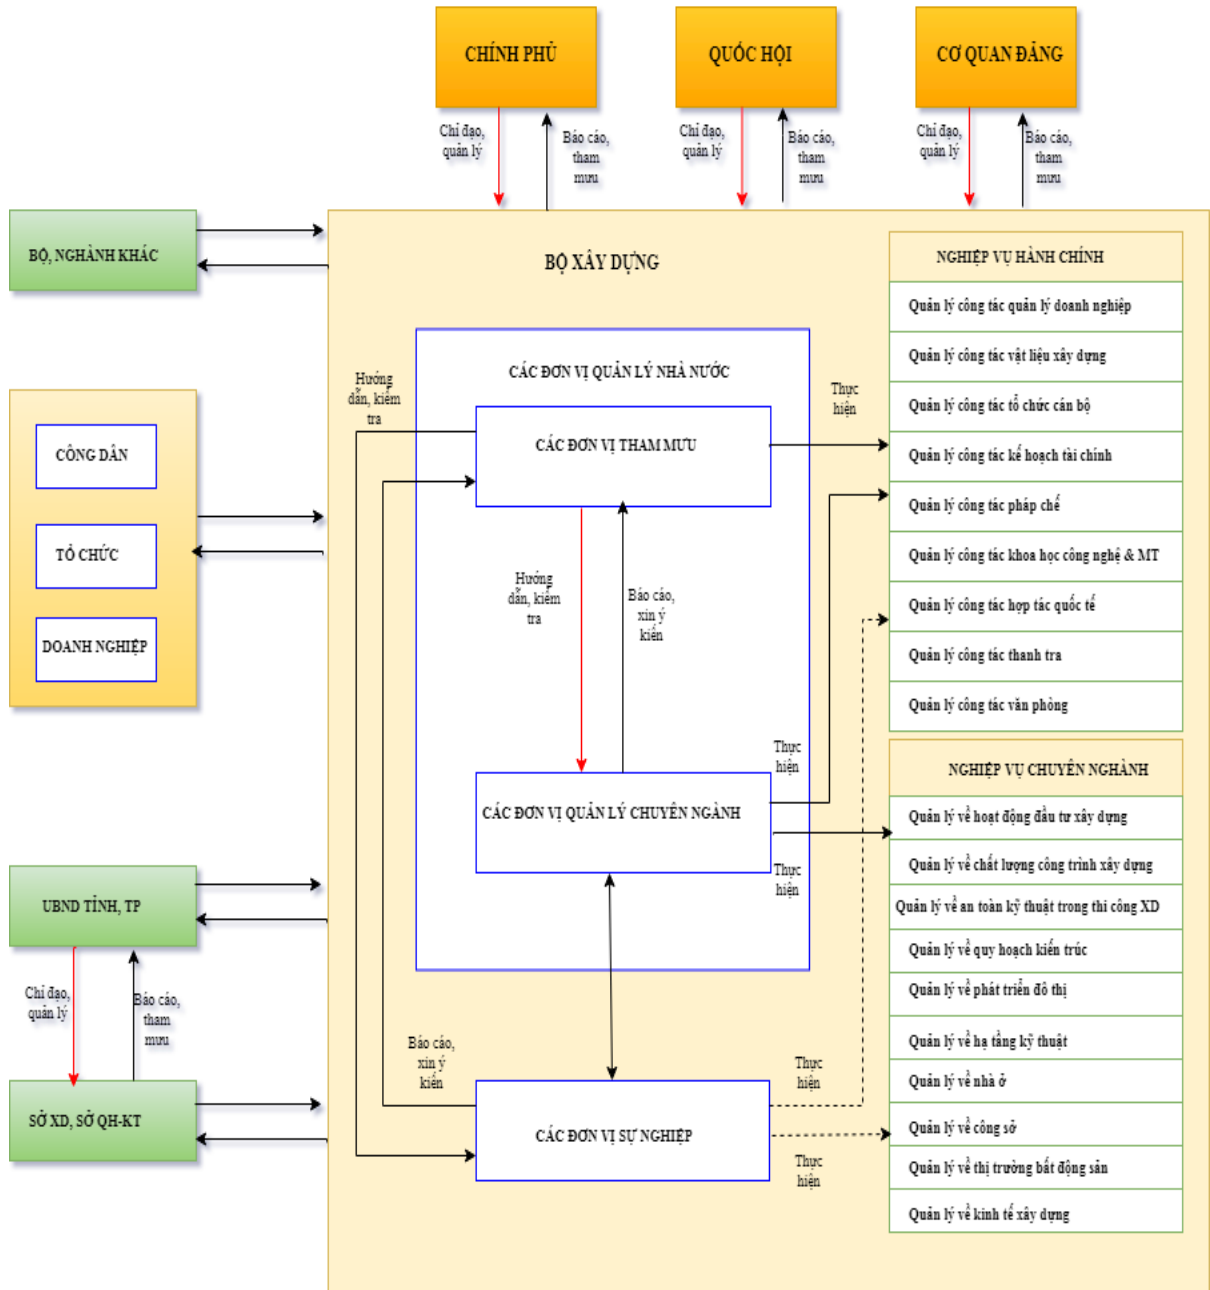 CHÍNH PHỦ
QUỐC HỘI
CƠ QUAN ĐẢNG
Chỉ đạo,
quản lý
Báo cáo,
tham
mưu
Chỉ đạo,
quản lý
Báo cáo,
tham
mưu
Chỉ đạo,
quản lý
Báo cáo,
tham
mưu
BỘ, NGHÀNH KHÁC
CÔNG DÂN
TỔ CHỨC
DOANH NGHIỆP
UBND TỈNH, TP
Chỉ đạo,
quản lý
Báo cáo,
tham
mưu
SỞ XD, SỞ QH-KT
BỘ XÂY DỰNG
CÁC ĐƠN VỊ QUẢN LÝ NHÀ NƯỚC
Hướng
dẫn, kiểm
tra
CÁC ĐƠN VỊ THAM MƯU
Thực
hiện
Hướng
dẫn, kiểm
tra
Báo cáo,
xin ý
kiến
Thực
hiện
CÁC ĐƠN VỊ QUẢN LÝ CHUYÊN NGÀNH
Thực
hiện
Báo cáo,
xin ý
kiến
Thực
hiện
CÁC ĐƠN VỊ SỰ NGHIỆP
Thực
hiện
NGHIỆP VỤ HÀNH CHÍNH
Quản lý công tác quản lý doanh nghiệp
Quản lý công tác vật liệu xây dựng
Quản lý công tác tổ chức cán bộ
Quản lý công tác kế hoạch tài chính
Quản lý công tác pháp chế
Quản lý công tác khoa học công nghệ & MT
Quản lý công tác hợp tác quốc tế
Quản lý công tác thanh tra
Quản lý công tác văn phòng
NGHIỆP VỤ CHUYÊN NGHÀNH
Quản lý về hoạt động đầu tư xây dựng
Quản lý về chất lượng công trình xây dựng
Quản lý về an toàn kỹ thuật trong thi công XD
Quản lý về quy hoạch kiến trúc
Quản lý về phát triển đô thị
Quản lý về hạ tầng kỹ thuật
Quản lý về nhà ở
Quản lý về công sở
Quản lý về thị trường bất động sản
Quản lý về kinh tế xây dựng